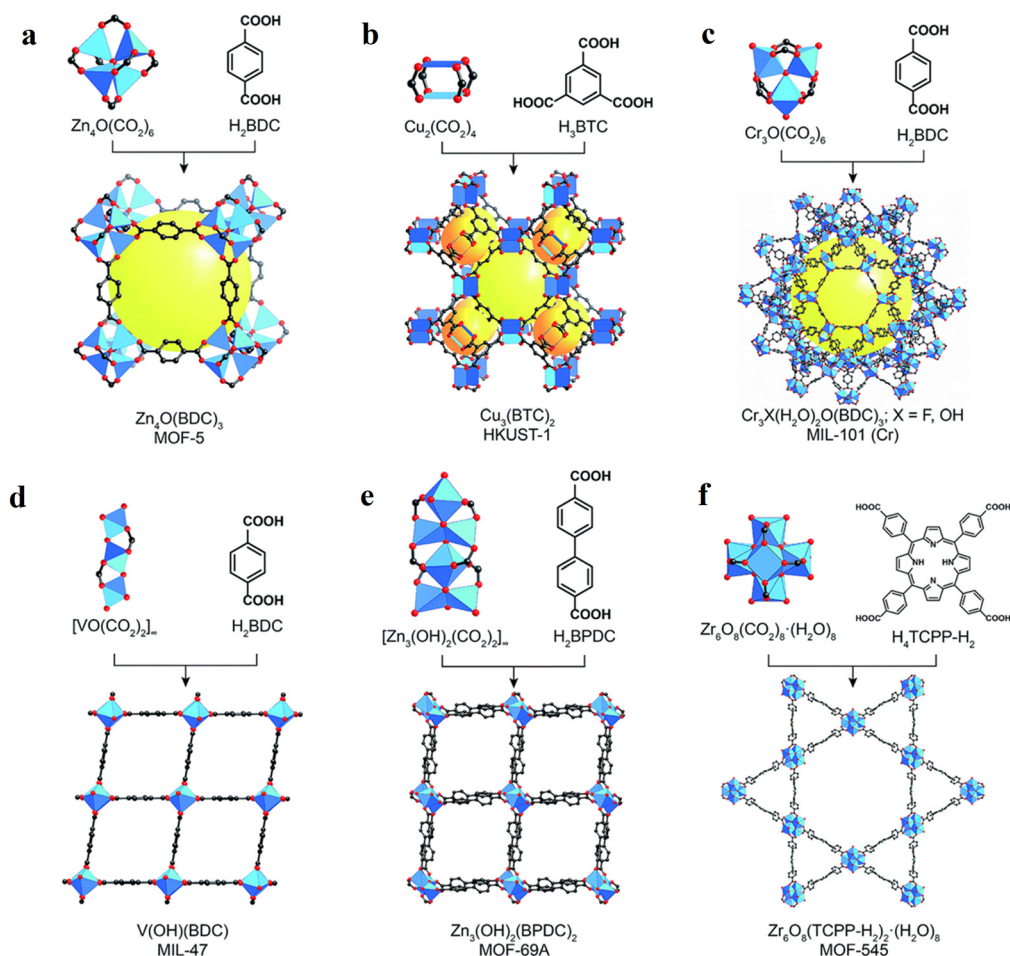 a
COOH
COOH
Zn₄O(CO₂)₆
H₂BDC
Zn₄O(BDC)₃
MOF-5
b
COOH
HOOC
COOH
Cu₂(CO₂)₄
H₃BTC
Cu₃(BTC)₂
HKUST-1
c
COOH
COOH
Cr₃O(CO₂)₆
H₂BDC
Cr₃X(H₂O)₂O(BDC)₃; X = F, OH
MIL-101 (Cr)
d
COOH
COOH
[VO(CO₂)₂]∞
H₂BDC
V(OH)(BDC)
MIL-47
e
COOH
COOH
[Zn₃(OH)₂(CO₂)₂]∞
H₂BPDC
Zn₃(OH)₂(BPDC)₂
MOF-69A
f
HOOC
COOH
N
NH
HN
N
COOH
COOH
Zr₆O₈(CO₂)₈·(H₂O)₈
H₄TCPP-H₂
Zr₆O₈(TCPP-H₂)₂·(H₂O)₈
MOF-545